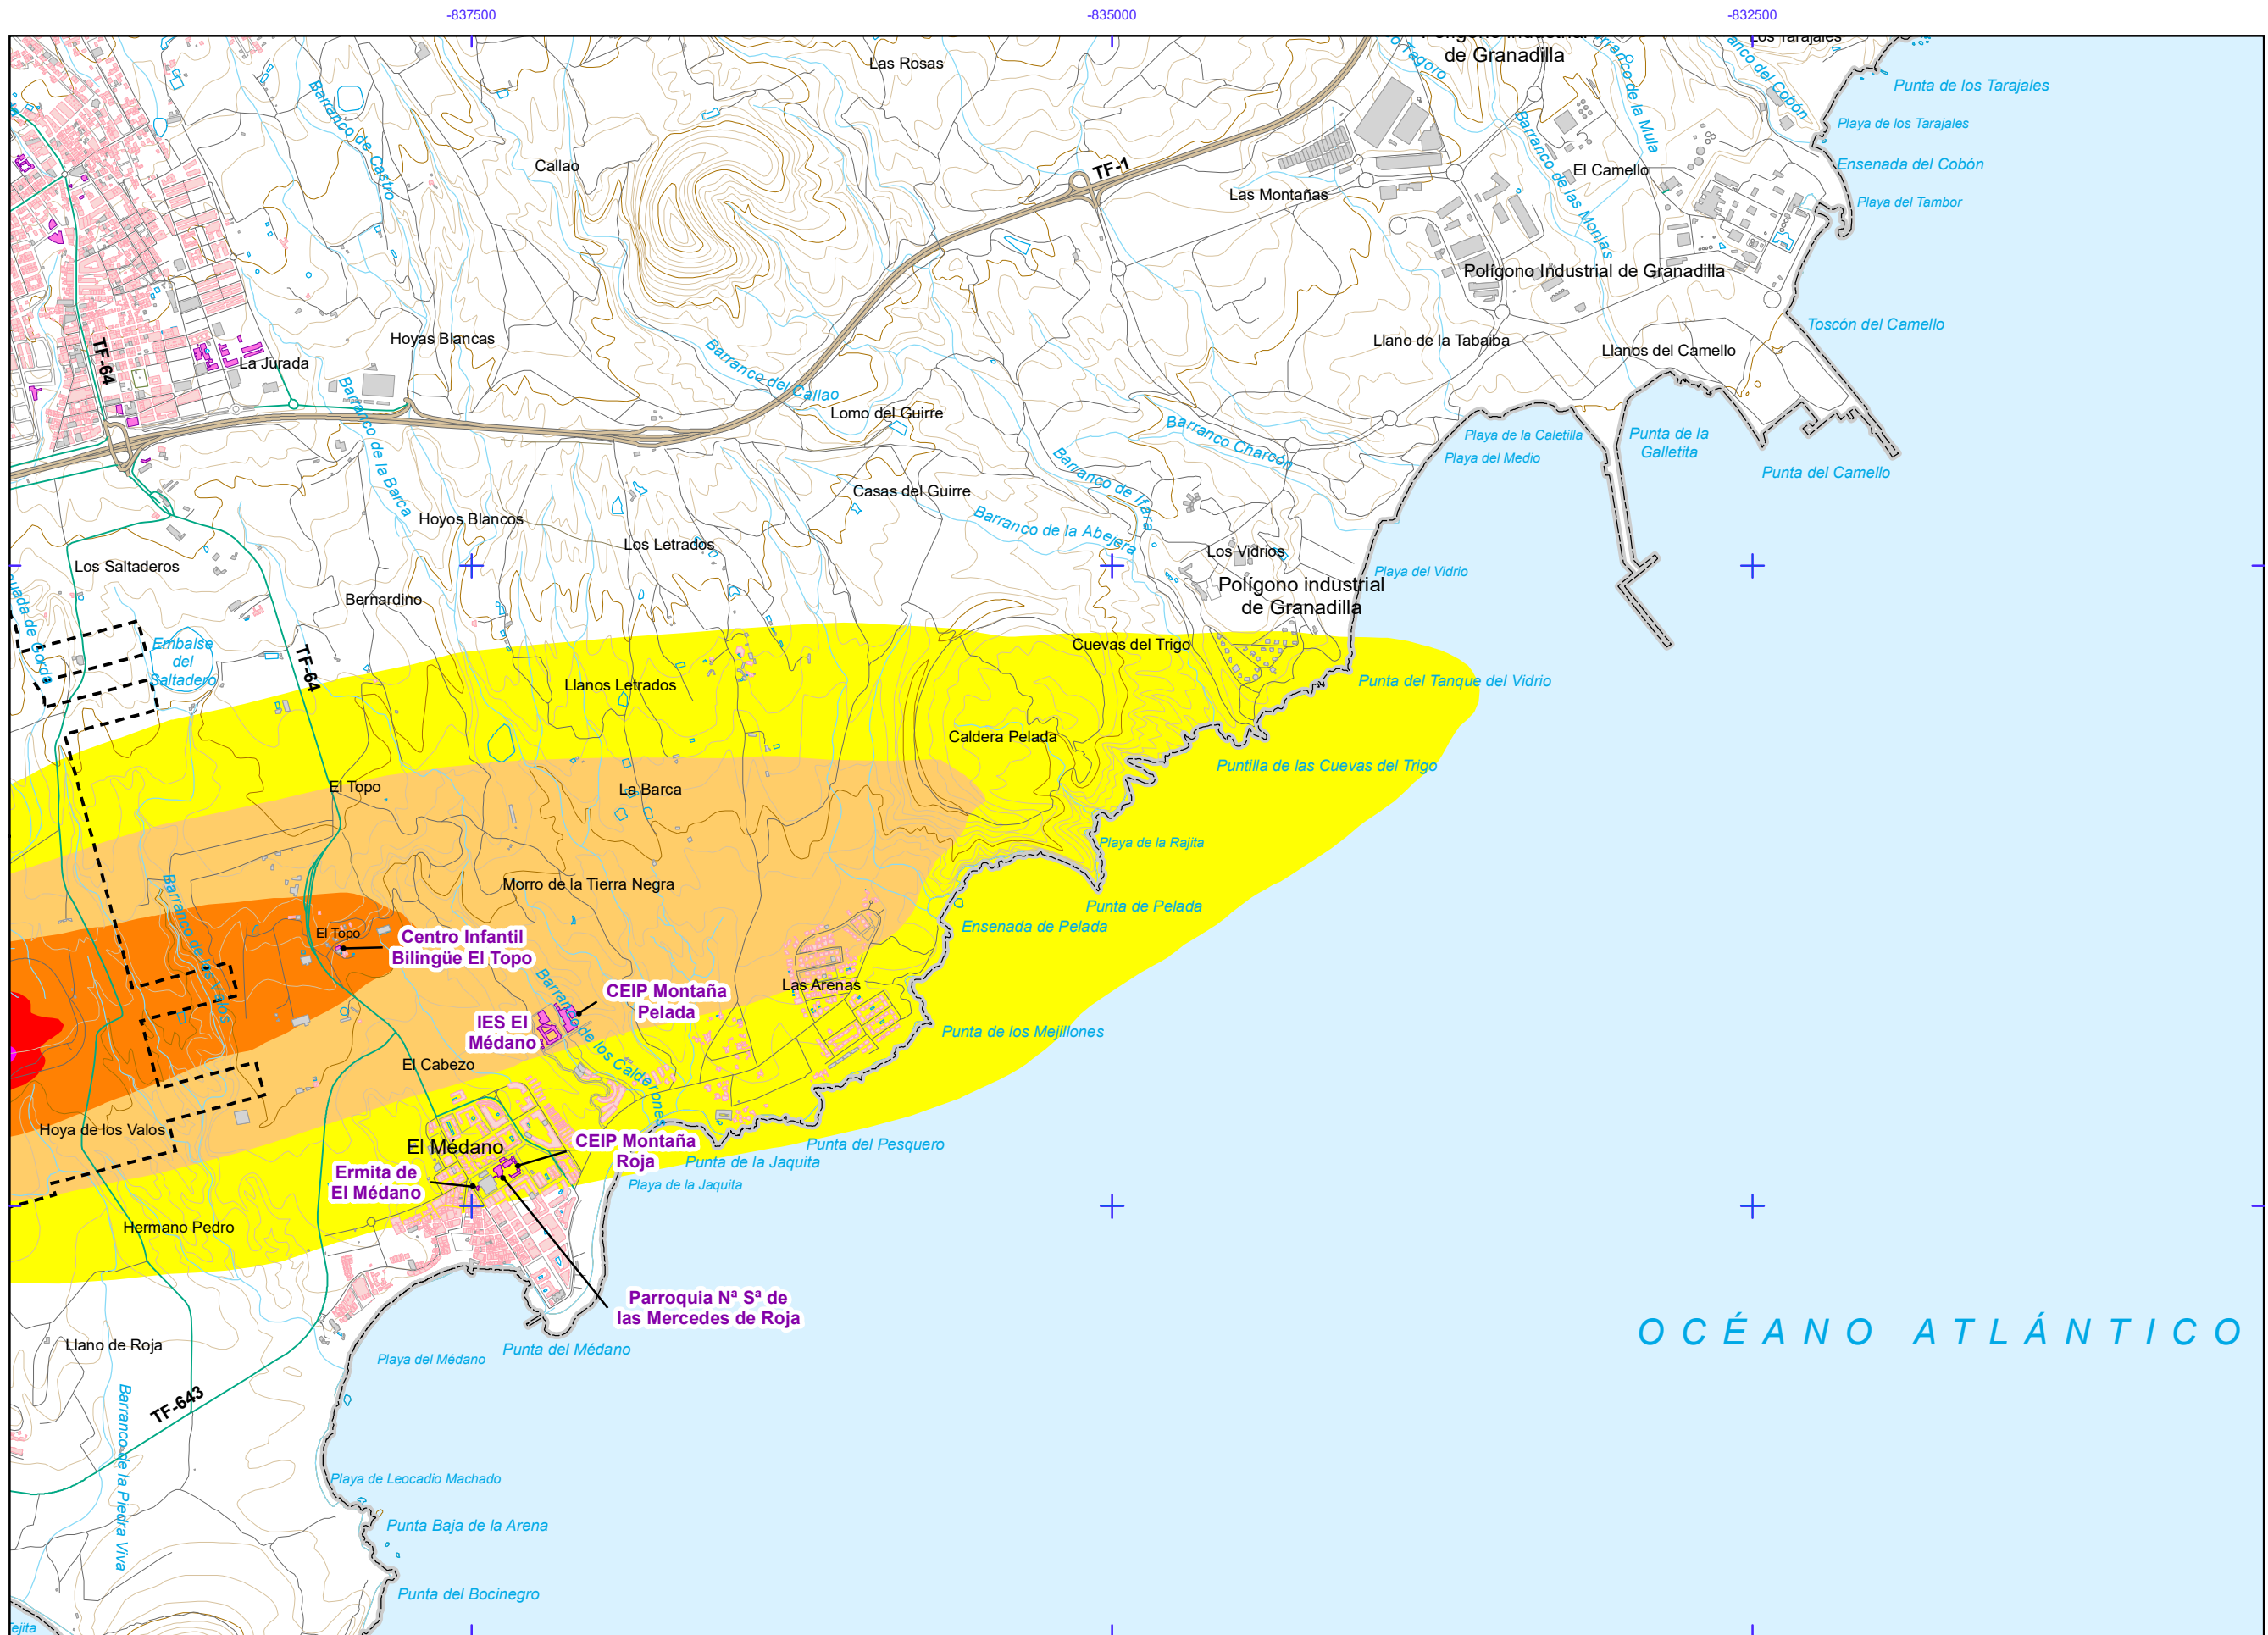 -837500
-835000
-832500
Las Rosas
de Granadilla
Los Tarajales
Tagoro
Barranco de la Mula
Barranco del Cobón
Punta de los Tarajales
Playa de los Tarajales
Ensenada del Cobón
Playa del Tambor
Barranco de Castro
Callao
TF-1
Las Montañas
Barranco de las Monjas
El Camello
Polígono Industrial de Granadilla
Toscón del Camello
TF-64
La Jurada
Hoyas Blancas
Barranco del Callao
Llano de la Tabaiba
Llanos del Camello
Barranco de la Barca
Lomo del Guirre
Barranco Charcón
Playa de la Caletilla
Playa del Medio
Punta de la
Galletita
Punta del Camello
Casas del Guirre
Barranco de Ifara
Barranco de la Abejera
Hoyos Blancos
Los Letrados
Los Vidrios
Playa del Vidrio
Los Saltaderos
Bernardino
Polígono industrial
de Granadilla
Embalse
del
Saltadero
TF-64
Cuevas del Trigo
Llanos Letrados
Punta del Tanque del Vidrio
Caldera Pelada
Puntilla de las Cuevas del Trigo
El Topo
La Barca
Playa de la Rajita
Barranco de los Valos
Morro de la Tierra Negra
Punta de Pelada
Ensenada de Pelada
El Topo
Centro Infantil
Bilingüe El Topo
Barranco de los Calderones
CEIP Montaña
Pelada
Las Arenas
IES El
Médano
Punta de los Mejillones
El Cabezo
Hoya de los Valos
El Médano
CEIP Montaña
Roja
Punta del Pesquero
Punta de la Jaquita
Playa de la Jaquita
Ermita de
El Médano
Hermano Pedro
Parroquia Nª Sª de
las Mercedes de Roja
OCÉANO ATLÁNTICO
Llano de Roja
Punta del Médano
Playa del Médano
TF-643
Barranco de la Piedra Viva
Playa de Leocadio Machado
Punta Baja de la Arena
Punta del Bocinegro